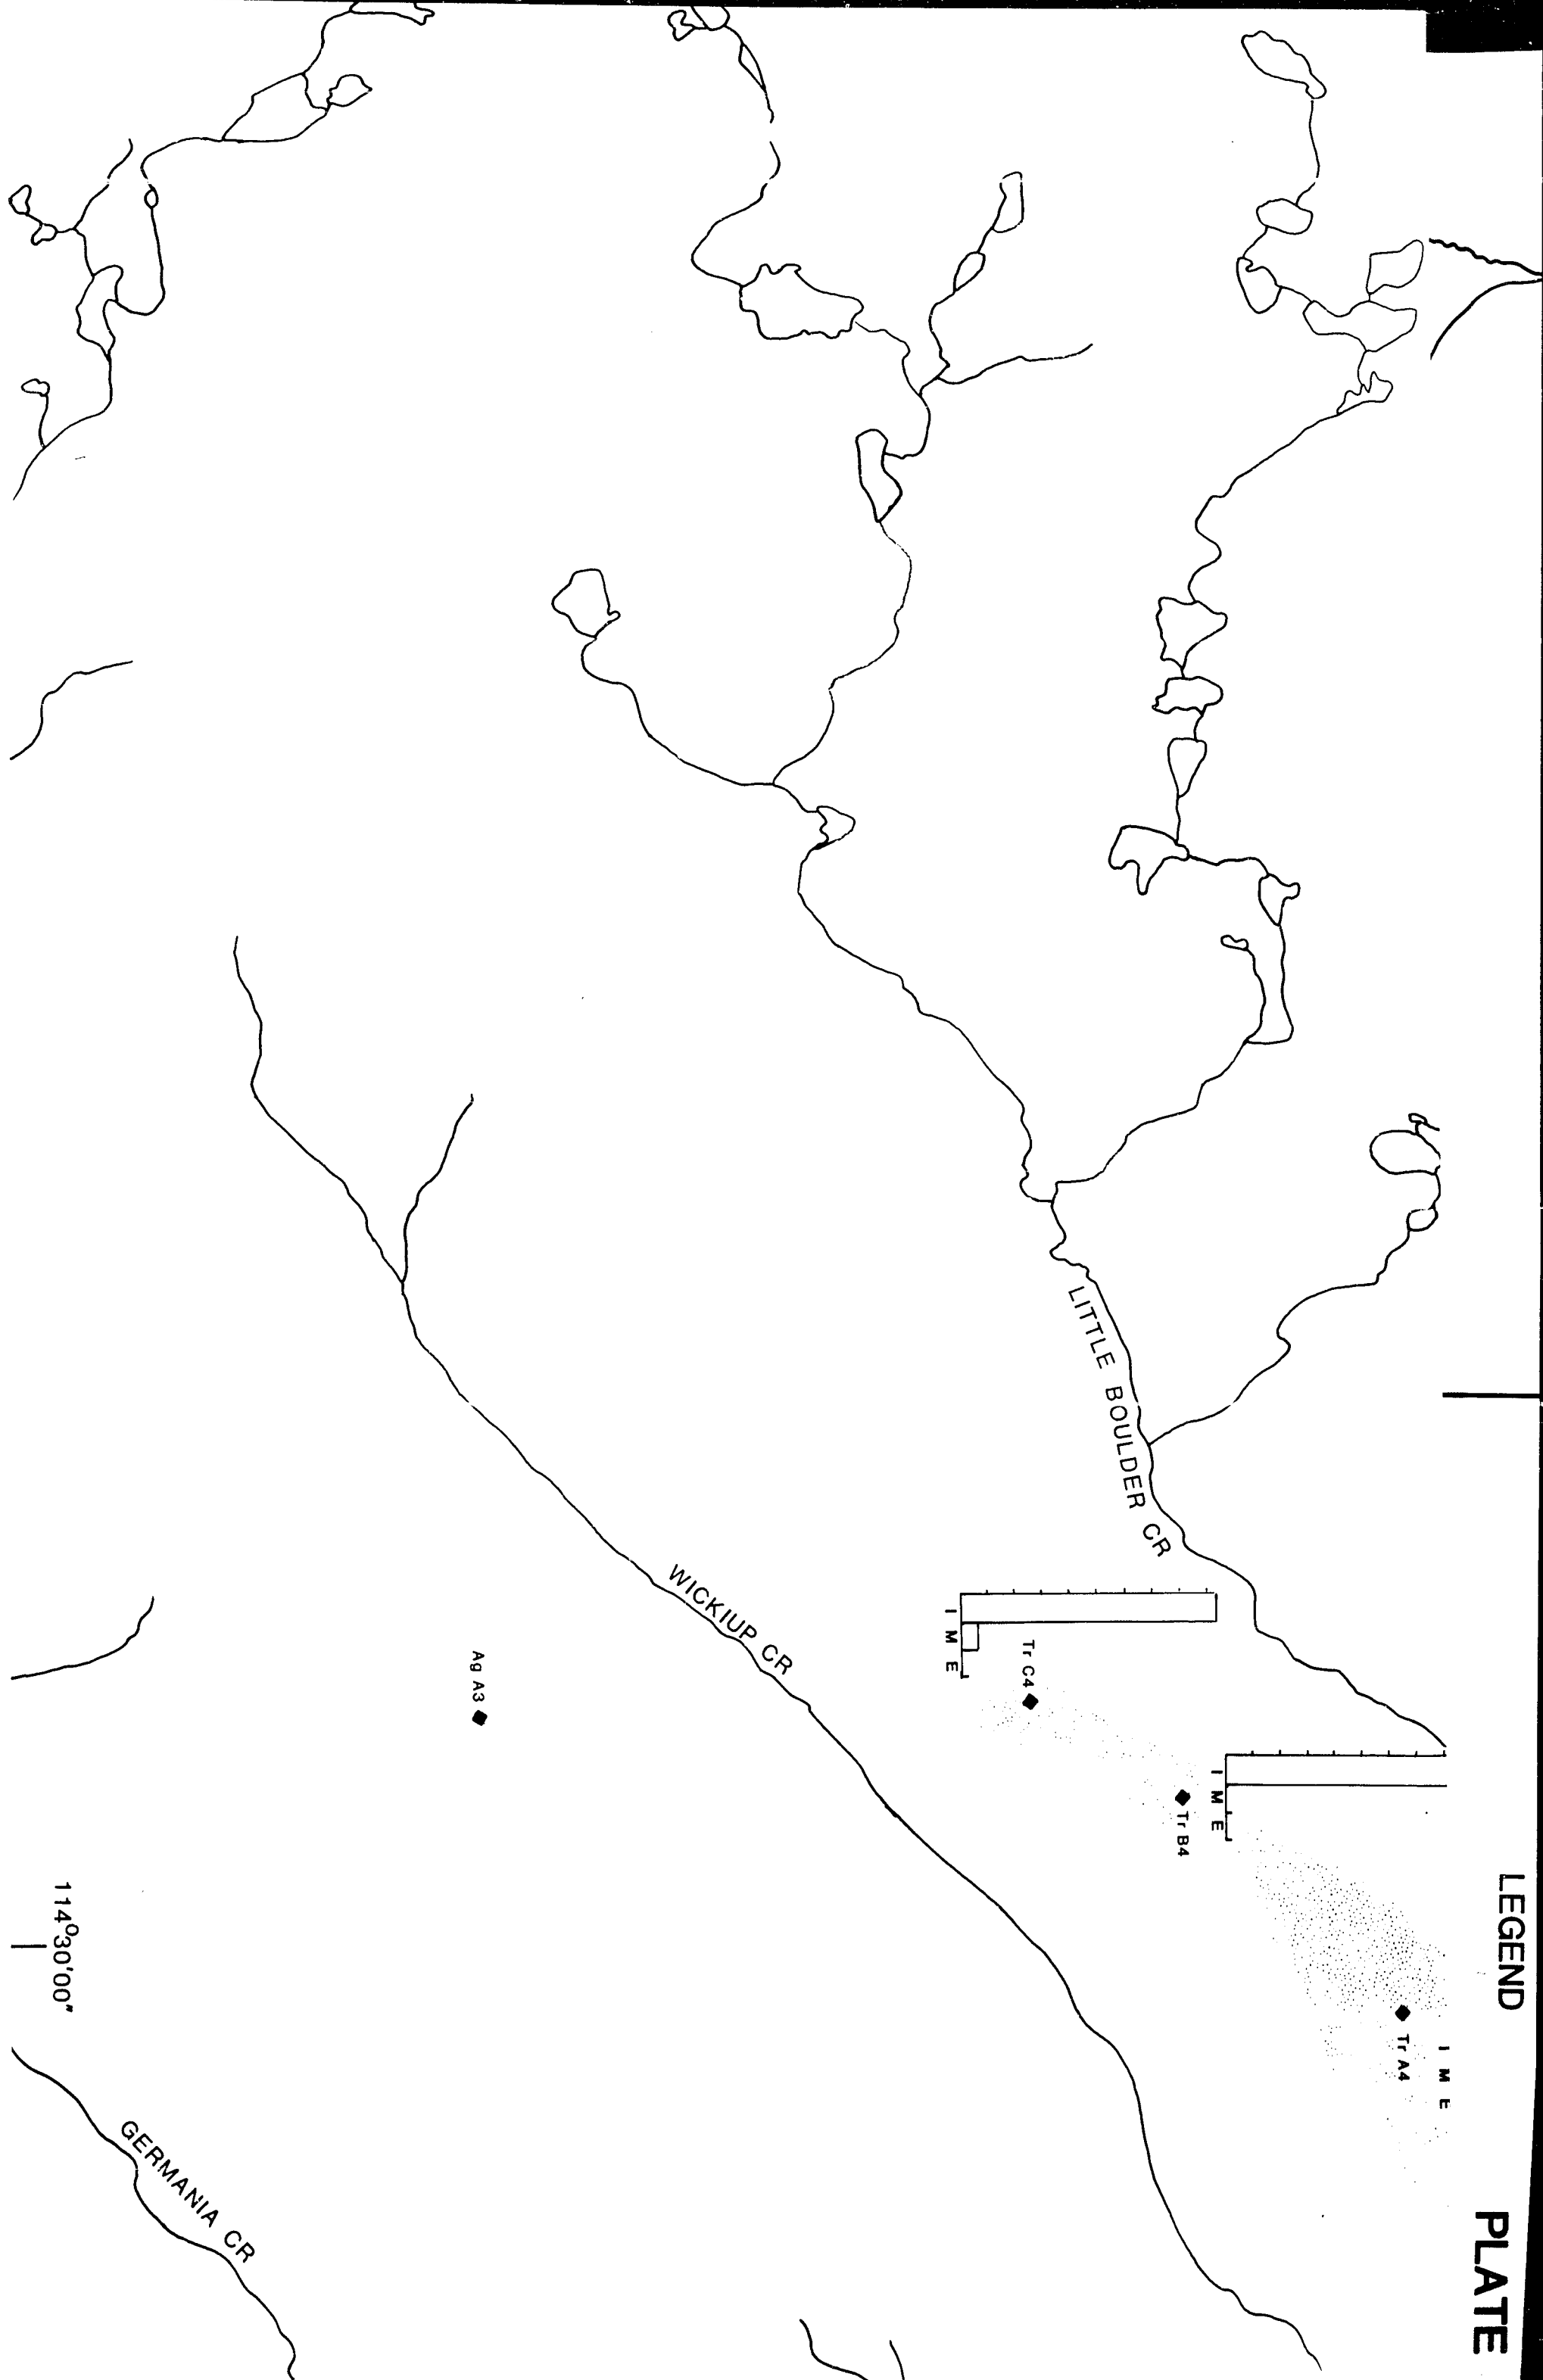 PLATE
LEGEND
I M E
Tr A4
I M E
Tr B4
LITTLE BOULDER CR
Tr C4
I M E
WICKIUP CR
Ag A3
GERMANIA CR
114°30'00"